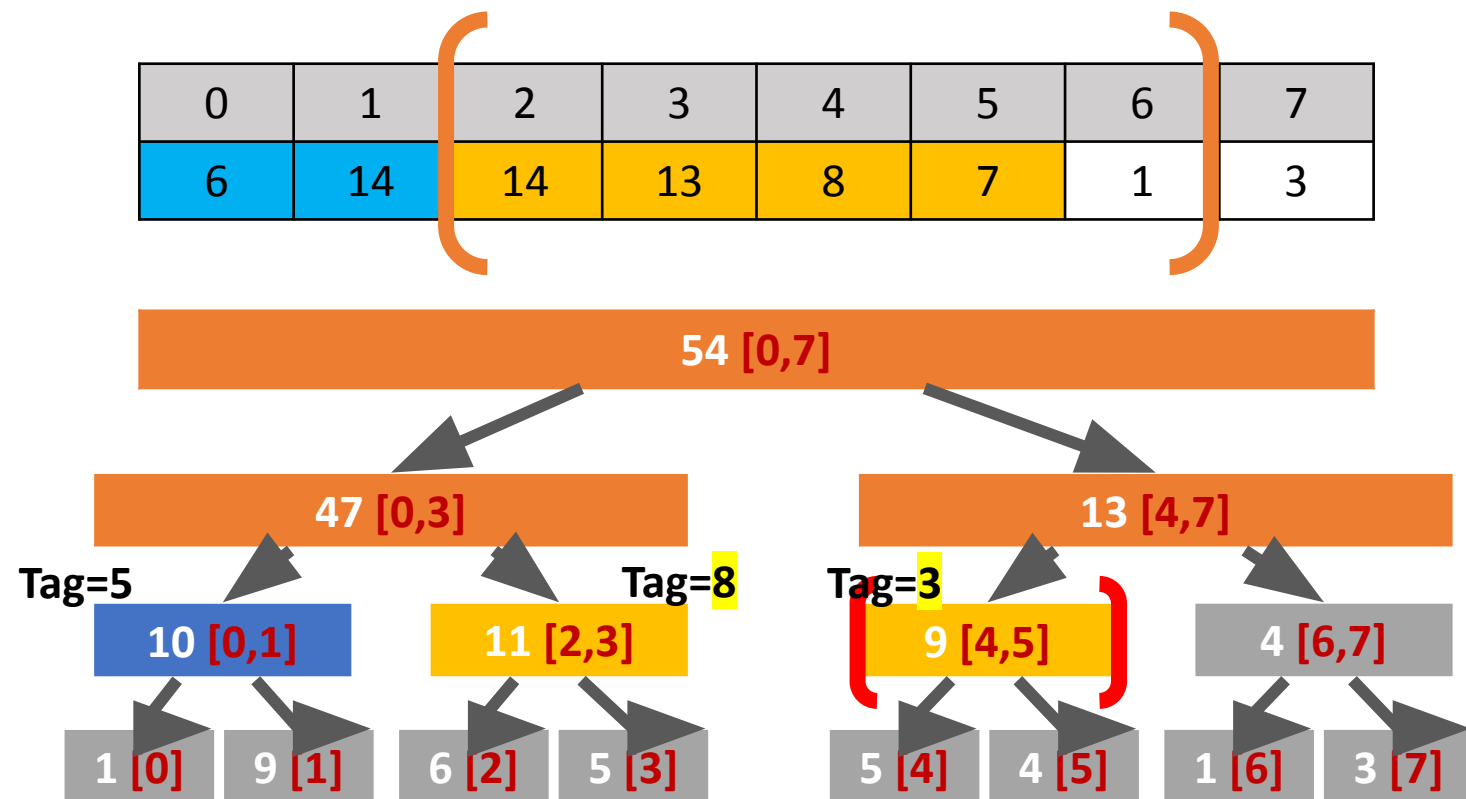 0 1 2 3 4 5 6 7
6 14 14 13 8 7 1 3
54 [0,7]
47 [0,3] 13 [4,7]
Tag=5 Tag=8 Tag=3
10 [0,1] 11 [2,3] 9 [4,5] 4 [6,7]
1 [0] 9 [1] 6 [2] 5 [3] 5 [4] 4 [5] 1 [6] 3 [7]